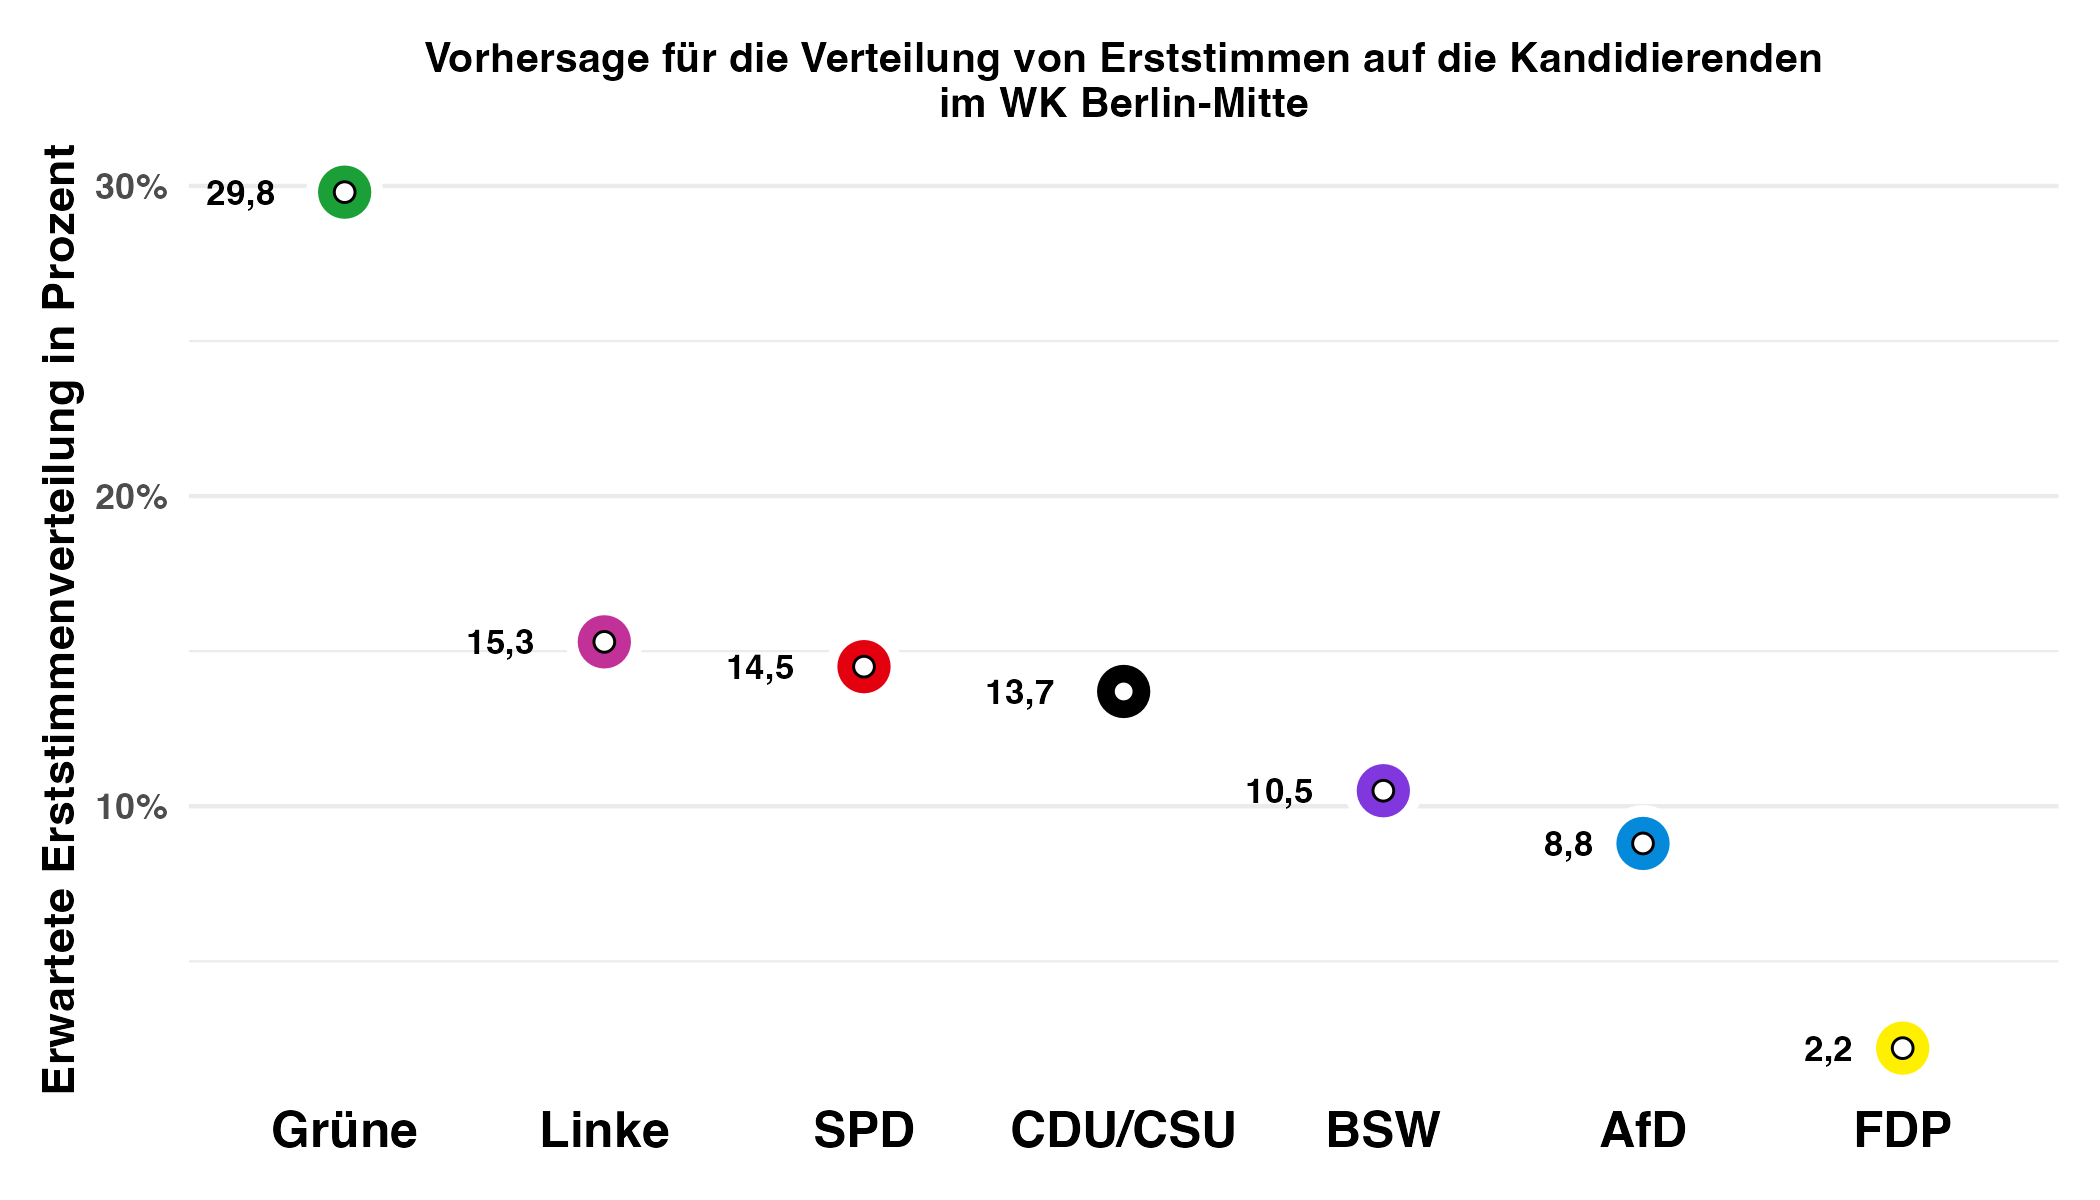 Vorhersage für die Verteilung von Erststimmen auf die Kandidierenden
im WK Berlin-Mitte
Erwartete Erststimmenverteilung in Prozent
30%
20%
10%
29,8
15,3
14,5
13,7
10,5
8,8
2,2
Grüne
Linke
SPD
CDU/CSU
BSW
AfD
FDP